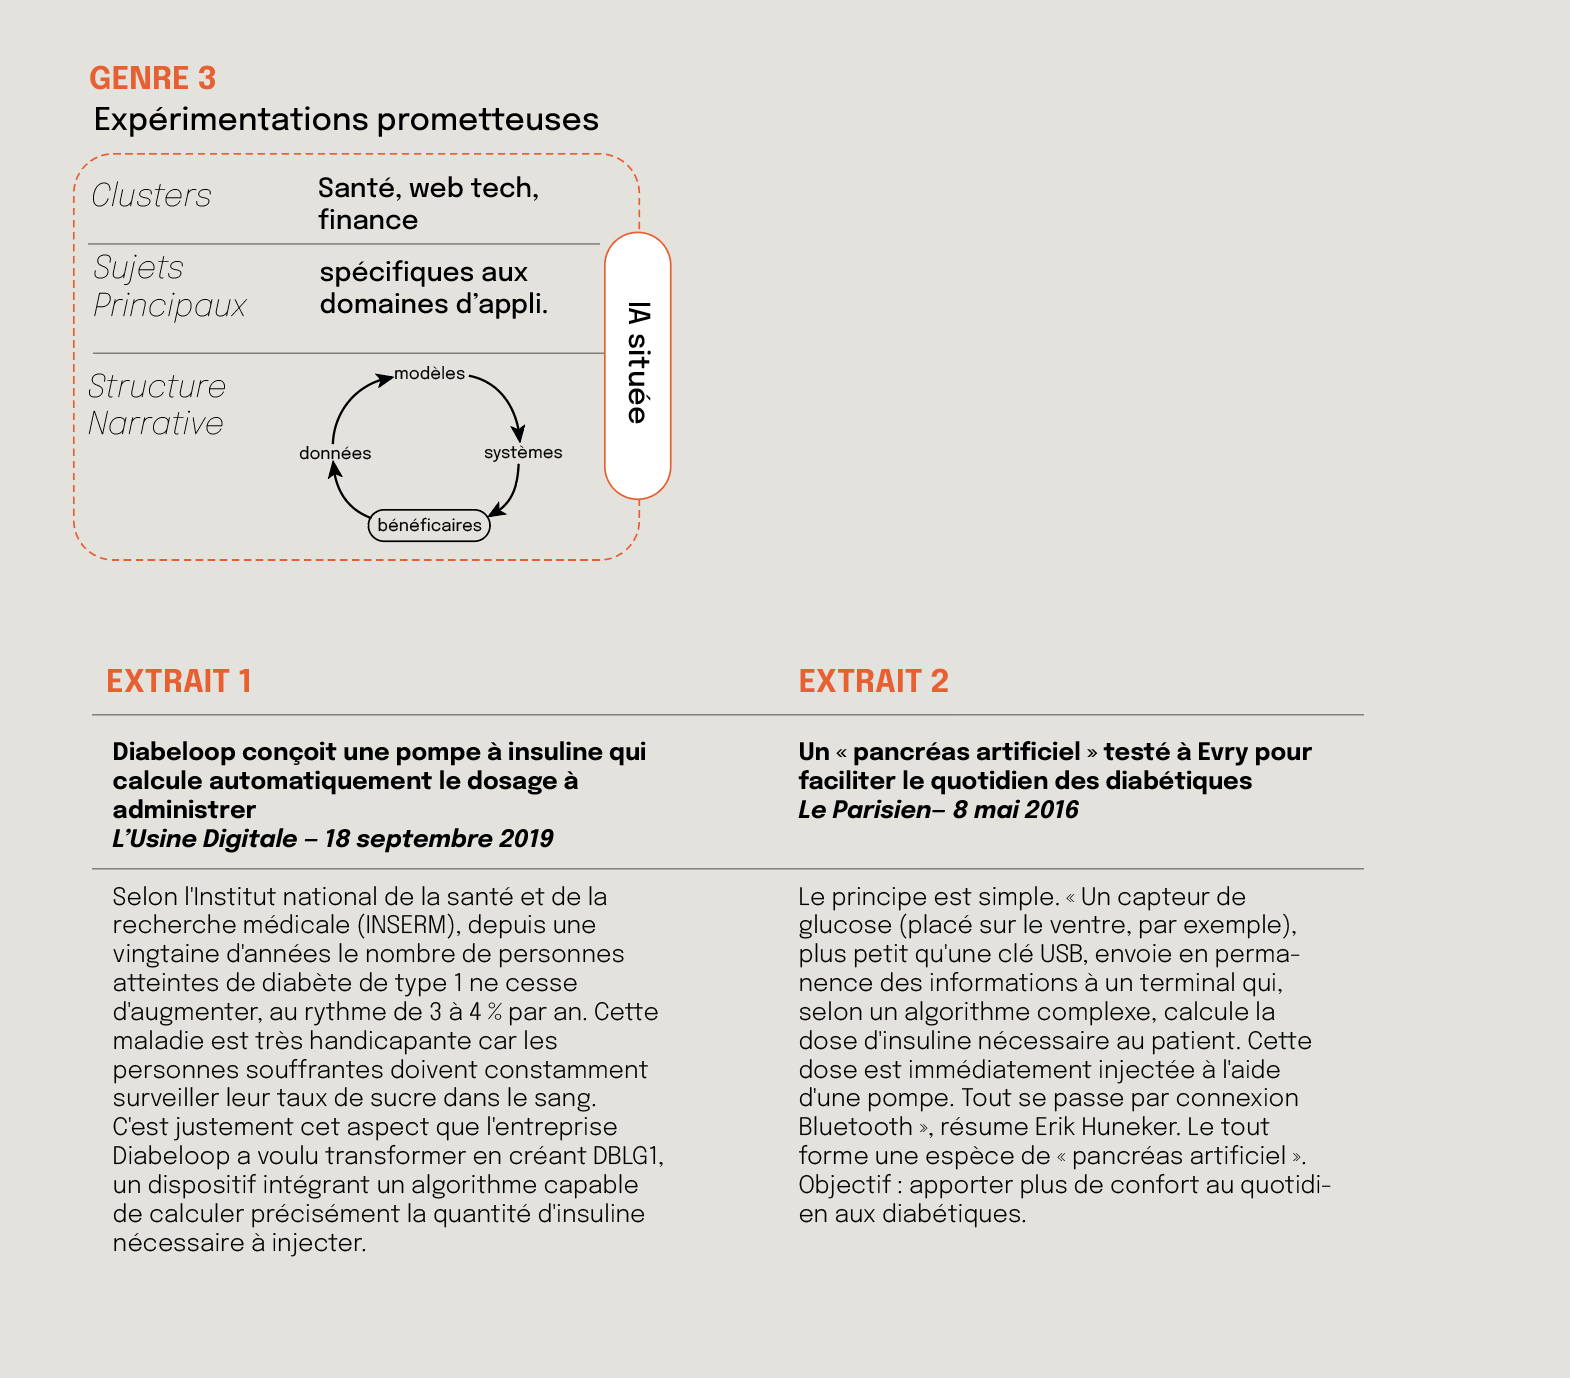 GENRE 3
Expérimentations prometteuses
Clusters
Santé, web tech,
finance
Sujets
Principaux
spécifiques aux
domaines d'appli.
Structure
Narrative
modèles
données
systèmes
bénéficaires
IA située
EXTRAIT 1
Diabeloop conçoit une pompe à insuline qui
calcule automatiquement le dosage à
administrer
L'Usine Digitale – 18 septembre 2019
Selon l'Institut national de la santé et de la
recherche médicale (INSERM), depuis une
vingtaine d'années le nombre de personnes
atteintes de diabète de type 1 ne cesse
d'augmenter, au rythme de 3 à 4 % par an. Cette
maladie est très handicapante car les
personnes souffrantes doivent constamment
surveiller leur taux de sucre dans le sang.
C'est justement cet aspect que l'entreprise
Diabeloop a voulu transformer en créant DBLG1,
un dispositif intégrant un algorithme capable
de calculer précisément la quantité d'insuline
nécessaire à injecter.
EXTRAIT 2
Un « pancréas artificiel » testé à Evry pour
faciliter le quotidien des diabétiques
Le Parisien– 8 mai 2016
Le principe est simple. « Un capteur de
glucose (placé sur le ventre, par exemple),
plus petit qu'une clé USB, envoie en perma-
nence des informations à un terminal qui,
selon un algorithme complexe, calcule la
dose d'insuline nécessaire au patient. Cette
dose est immédiatement injectée à l'aide
d'une pompe. Tout se passe par connexion
Bluetooth », résume Erik Huneker. Le tout
forme une espèce de « pancréas artificiel ».
Objectif : apporter plus de confort au quotidi-
en aux diabétiques.